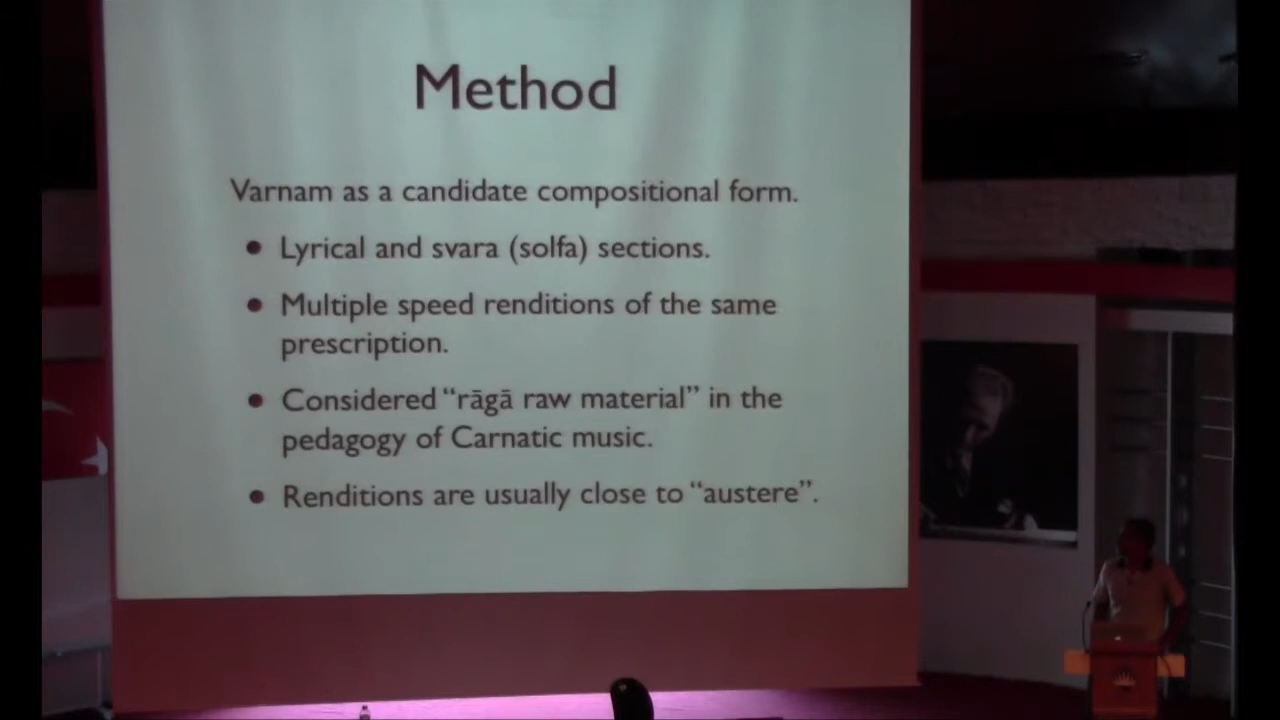 Method
Varnam as a candidate compositional form.
• Lyrical and svara (solfa) sections.
• Multiple speed renditions of the same
prescription.
• Considered “rāgā raw material” in the
pedagogy of Carnatic music.
• Renditions are usually close to “austere”.